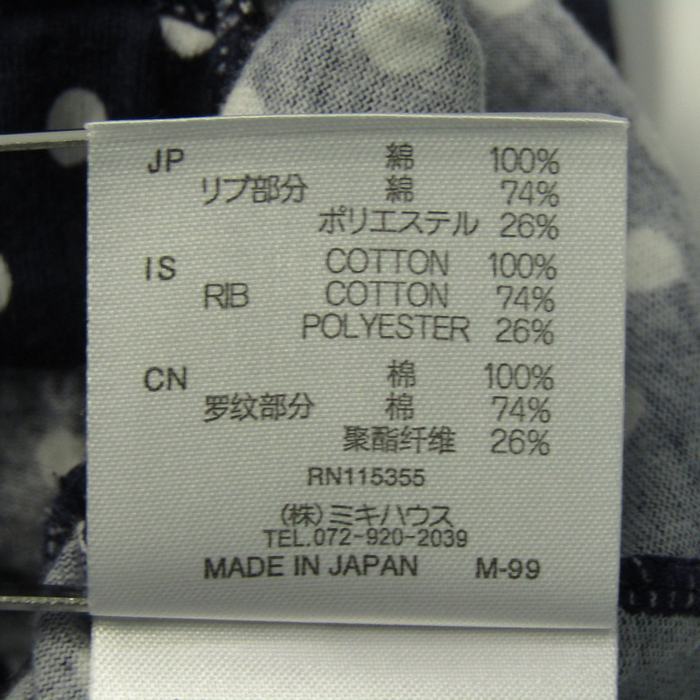 JP 綿 100%
リブ部分 綿 74%
ポリエステル 26%
IS COTTON 100%
RIB COTTON 74%
POLYESTER 26%
CN 棉 100%
罗纹部分 棉 74%
聚酯纤维 26%
RN115355
(株)ミキハウス
TEL.072-920-2039
MADE IN JAPAN M-99